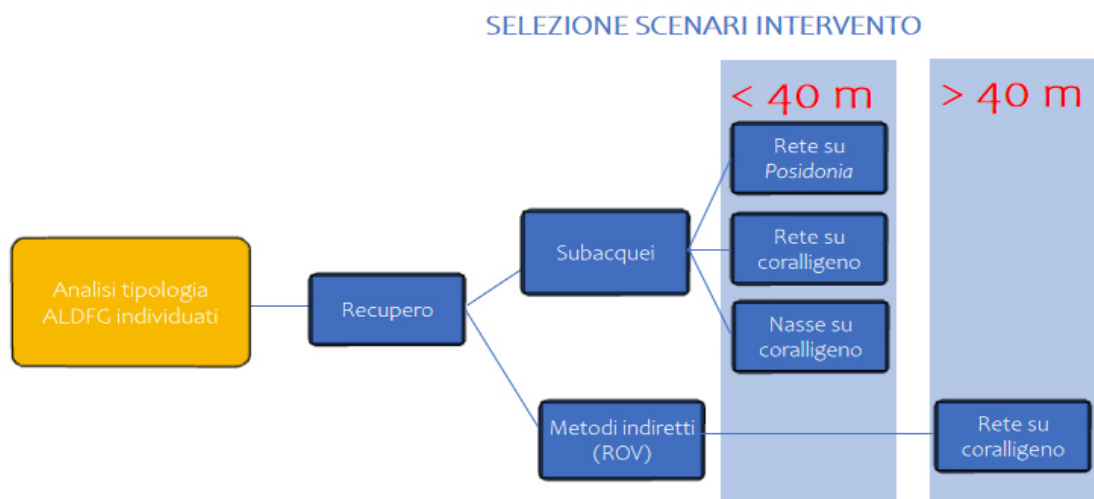 SELEZIONE SCENARI INTERVENTO
< 40 m
> 40 m
Rete su
Posidonia
Subacquei
Rete su
coralligeno
Analisi tipologia
ALDFG individuati
Recupero
Nasse su
coralligeno
Metodi indiretti
(ROV)
Rete su
coralligeno